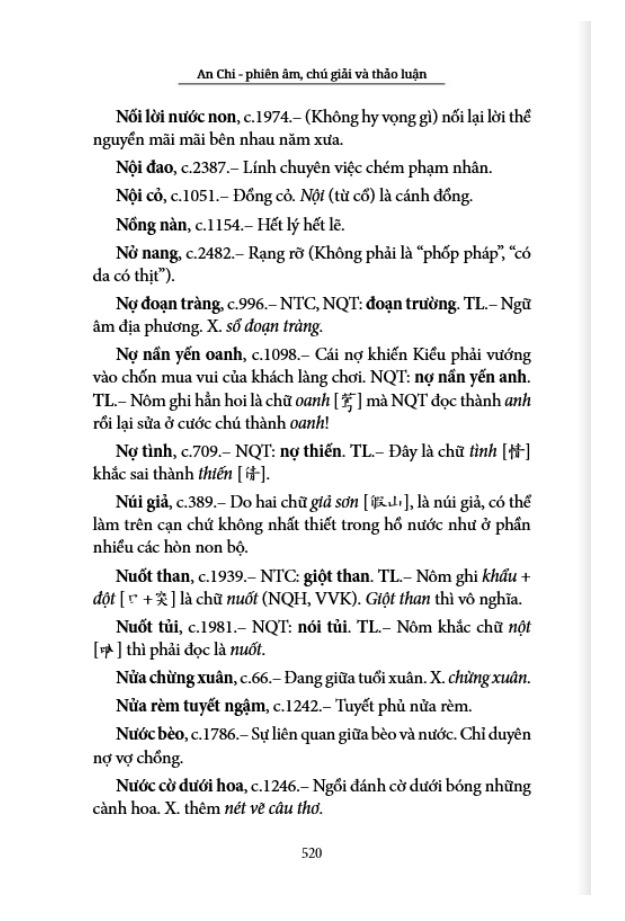 An Chi - phiên âm, chú giải và thảo luận
Nối lời nước non, c.1974.– (Không hy vọng gì) nối lại lời thề
nguyền mãi mãi bên nhau năm xưa.
Nội đao, c.2387.– Lính chuyên việc chém phạm nhân.
Nội cỏ, c.1051.– Đồng cỏ. Nội (từ cổ) là cánh đồng.
Nồng nàn, c.1154.– Hết lý hết lẽ.
Nở nang, c.2482.– Rạng rỡ (Không phải là “phốp pháp”, “có
da có thịt”).
Nợ đoạn tràng, c.996.– NTC, NQT: đoạn trường. TL.– Ngữ
âm địa phương. X. sổ đoạn tràng.
Nợ nần yến oanh, c.1098.– Cái nợ khiến Kiều phải vướng
vào chốn mua vui của khách làng chơi. NQT: nợ nần yến anh.
TL.– Nôm ghi hẳn hoi là chữ oanh [鶯] mà NQT đọc thành anh
rồi lại sửa ở cước chú thành oanh!
Nợ tình, c.709.– NQT: nợ thiến. TL.– Đây là chữ tình [情]
khắc sai thành thiến [倩].
Núi giả, c.389.– Do hai chữ giả sơn [假山], là núi giả, có thể
làm trên cạn chứ không nhất thiết trong hồ nước như ở phần
nhiều các hòn non bộ.
Nuốt than, c.1939.– NTC: giột than. TL.– Nôm ghi khẩu +
đột [口+突] là chữ nuốt (NQH, VVK). Giột than thì vô nghĩa.
Nuốt tủi, c.1981.– NQT: nói tủi. TL.– Nôm khắc chữ nột
[] thì phải đọc là nuốt.
Nửa chừng xuân, c.66.– Đang giữa tuổi xuân. X. chừng xuân.
Nửa rèm tuyết ngậm, c.1242.– Tuyết phủ nửa rèm.
Nước bèo, c.1786.– Sự liên quan giữa bèo và nước. Chỉ duyên
nợ vợ chồng.
Nước cờ dưới hoa, c.1246.– Ngồi đánh cờ dưới bóng những
cành hoa. X. thêm nét vẽ câu thơ.
520